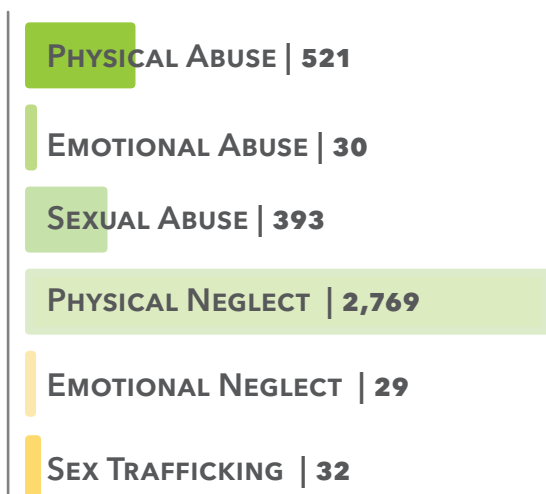 Physical Abuse | 521
Emotional Abuse | 30
Sexual Abuse | 393
Physical Neglect | 2,769
Emotional Neglect | 29
Sex Trafficking | 32